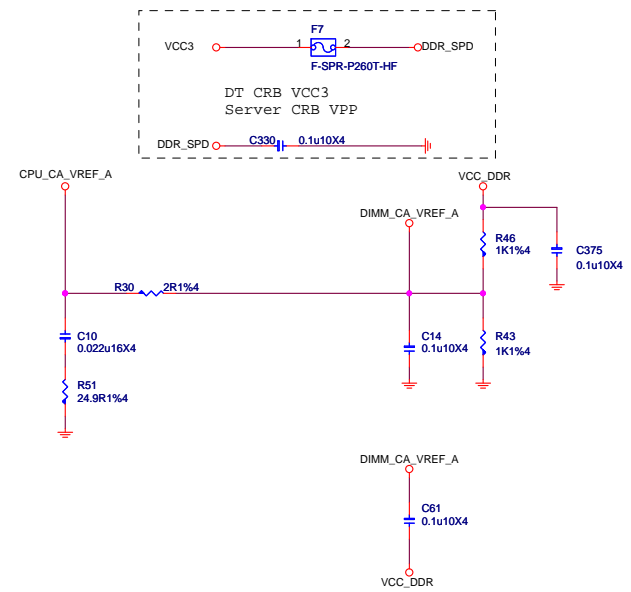 F7
VCC3
1
2
DDR_SPD
F-SPR-P260T-HF
DT CRB VCC3
Server CRB VPP
DDR_SPD
C330
0.1u10X4
CPU_CA_VREF_A
VCC_DDR
DIMM_CA_VREF_A
R46
1K1%4
C375
0.1u10X4
R30
2R1%4
C10
0.022u16X4
C14
0.1u10X4
R43
1K1%4
R51
24.9R1%4
DIMM_CA_VREF_A
C61
0.1u10X4
VCC_DDR